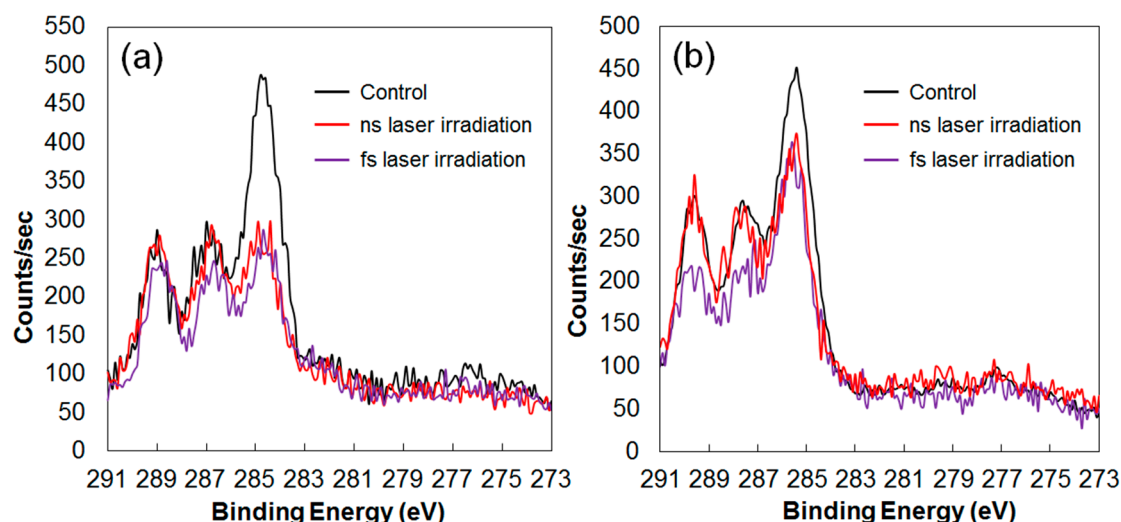 (a)
Control
ns laser irradiation
fs laser irradiation
Counts/sec
550
500
450
400
350
300
250
200
150
100
50
0
291 289 287 285 283 281 279 277 275 273
Binding Energy (eV)
(b)
Control
ns laser irradiation
fs laser irradiation
Counts/sec
500
450
400
350
300
250
200
150
100
50
0
291 289 287 285 283 281 279 277 275 273
Binding Energy (eV)